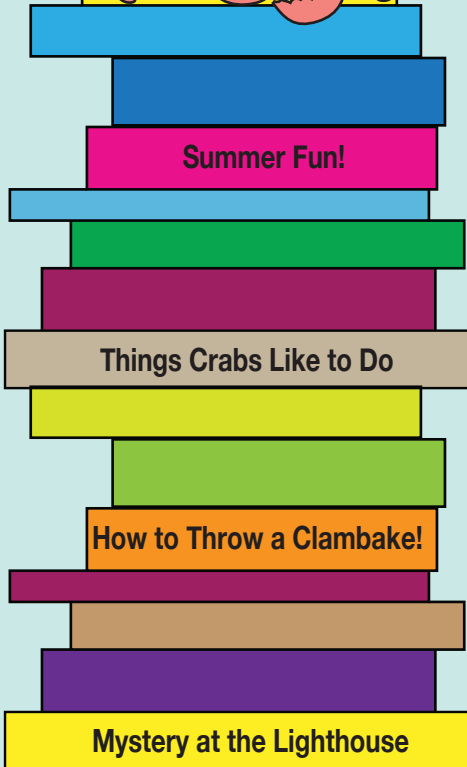 Summer Fun!
Things Crabs Like to Do
How to Throw a Clambake!
Mystery at the Lighthouse